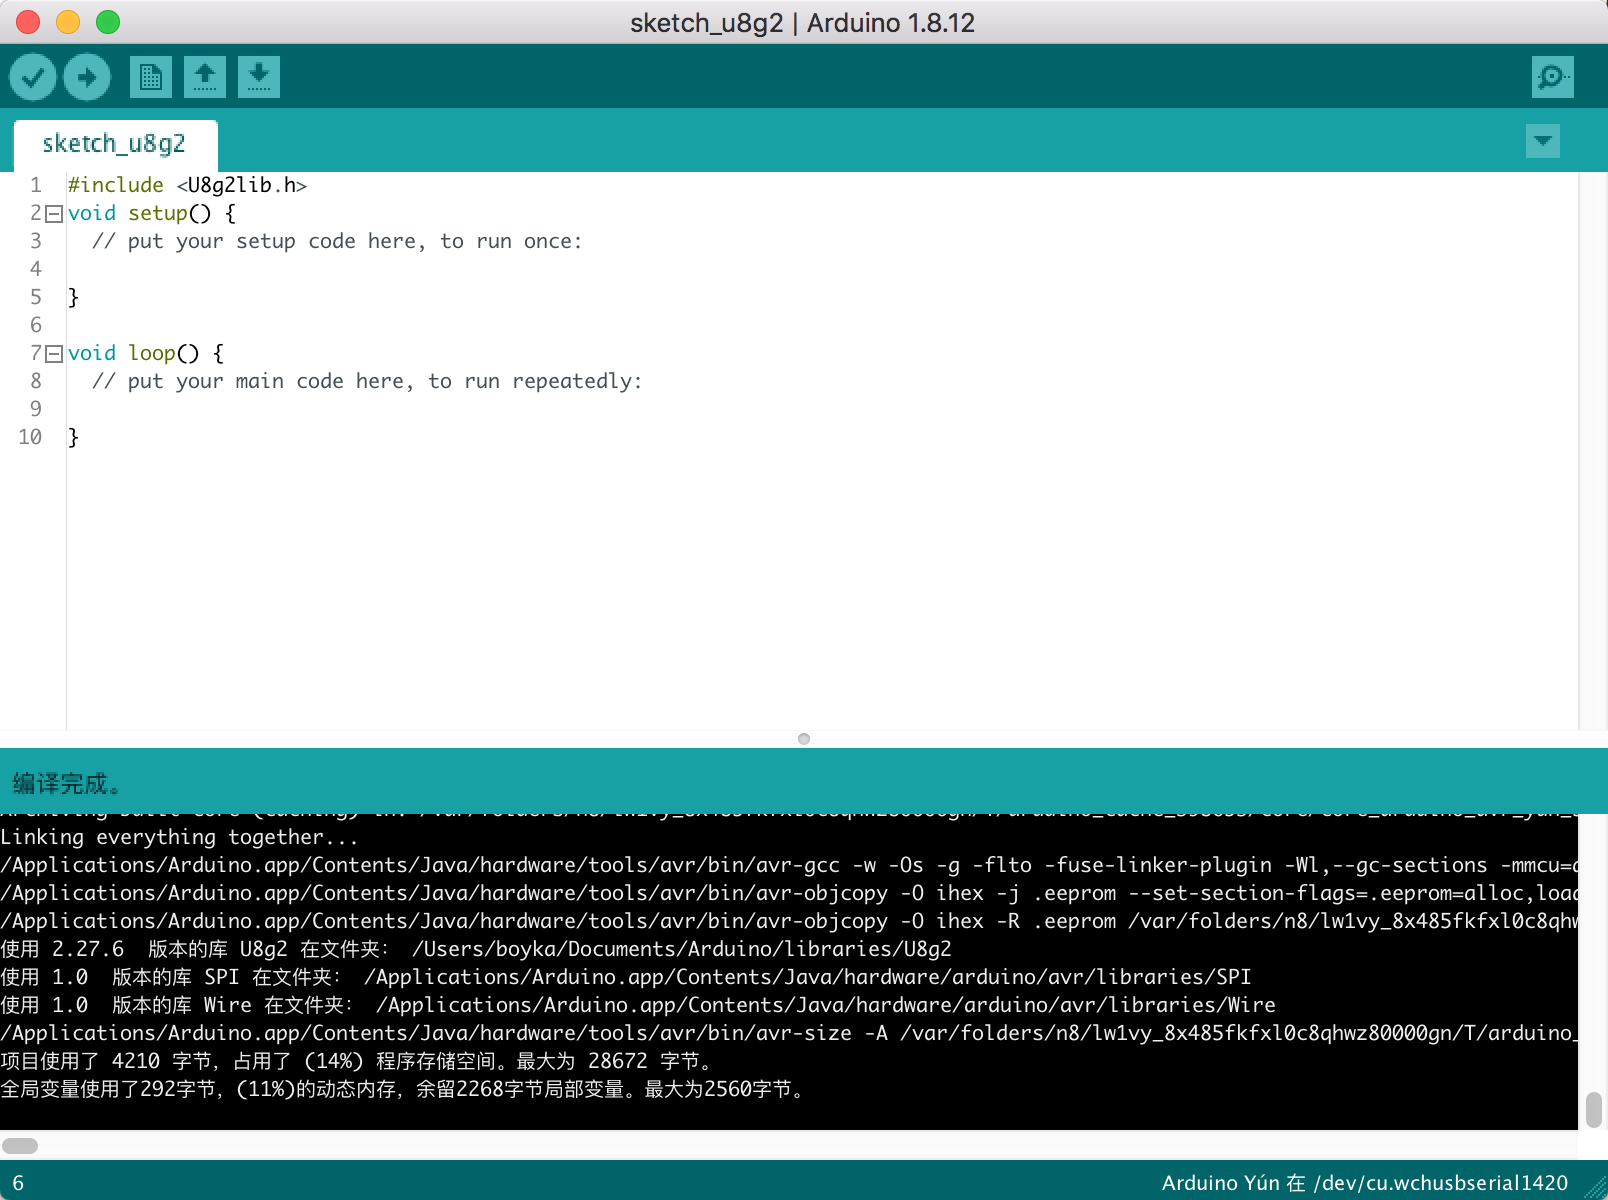 sketch_u8g2 | Arduino 1.8.12
sketch_u8g2
1 #include <U8g2lib.h>
2 void setup() {
3 // put your setup code here, to run once:
4
5 }
6
7 void loop() {
8 // put your main code here, to run repeatedly:
9
10 }
编译完成。
Linking everything together...
/Applications/Arduino.app/Contents/Java/hardware/tools/avr/bin/avr-gcc -w -Os -g -flto -fuse-linker-plugin -Wl,--gc-sections -mmcu=
/Applications/Arduino.app/Contents/Java/hardware/tools/avr/bin/avr-objcopy -O ihex -j .eeprom --set-section-flags=.eeprom=alloc,load
/Applications/Arduino.app/Contents/Java/hardware/tools/avr/bin/avr-objcopy -O ihex -R .eeprom /var/folders/n8/lw1vy_8x485fkfxl0c8qhw
使用 2.27.6 版本的库 U8g2 在文件夹： /Users/boyka/Documents/Arduino/libraries/U8g2
使用 1.0 版本的库 SPI 在文件夹： /Applications/Arduino.app/Contents/Java/hardware/arduino/avr/libraries/SPI
使用 1.0 版本的库 Wire 在文件夹： /Applications/Arduino.app/Contents/Java/hardware/arduino/avr/libraries/Wire
/Applications/Arduino.app/Contents/Java/hardware/tools/avr/bin/avr-size -A /var/folders/n8/lw1vy_8x485fkfxl0c8qhwz80000gn/T/arduino_
项目使用了 4210 字节，占用了 (14%) 程序存储空间。最大为 28672 字节。
全局变量使用了292字节，(11%)的动态内存，余留2268字节局部变量。最大为2560字节。
6
Arduino Yún 在 /dev/cu.wchusbserial1420